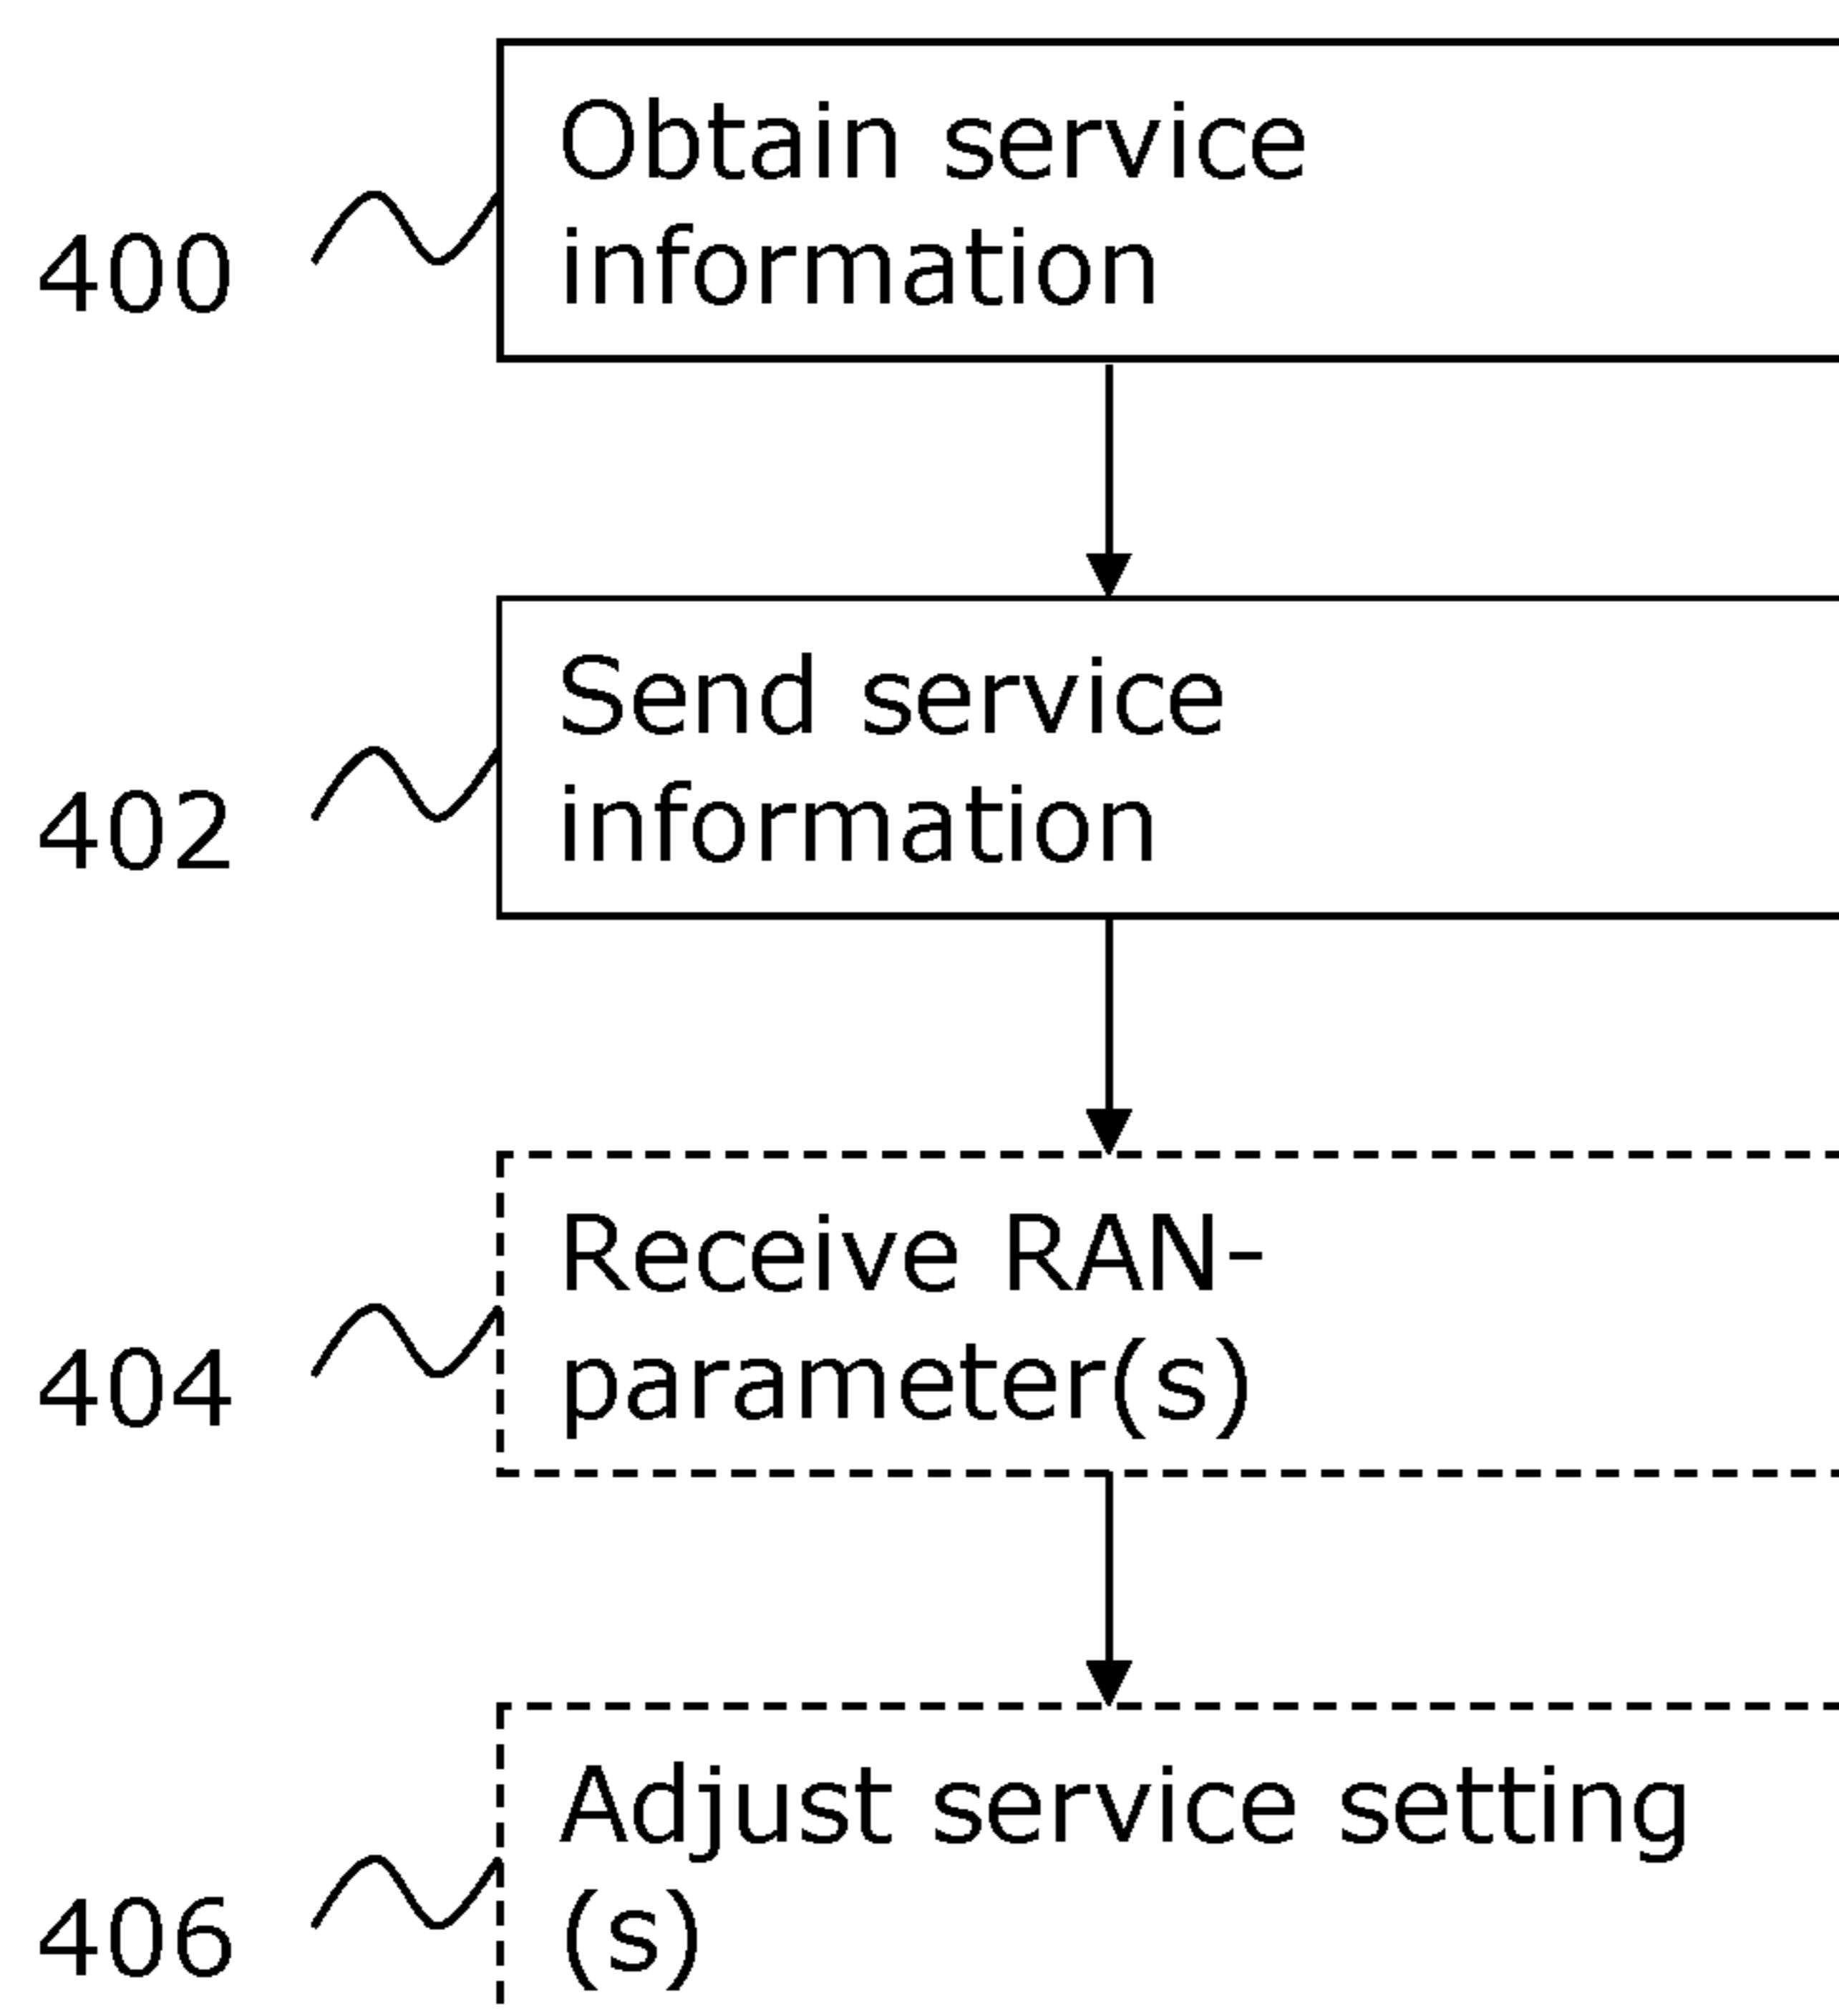 Obtain service
information
400
Send service
information
402
Receive RAN-
parameter(s)
404
Adjust service setting
(s)
406